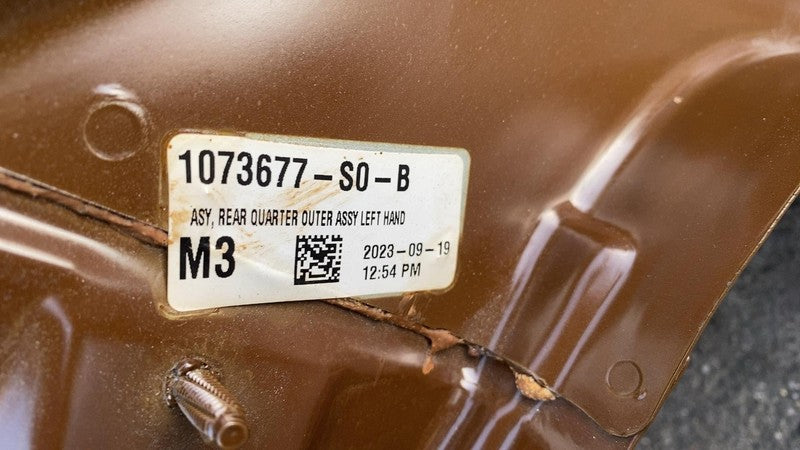 1073677-S0-B
ASY, REAR QUARTER OUTER ASSY LEFT HAND
M3
2023-09-19
12:54 PM